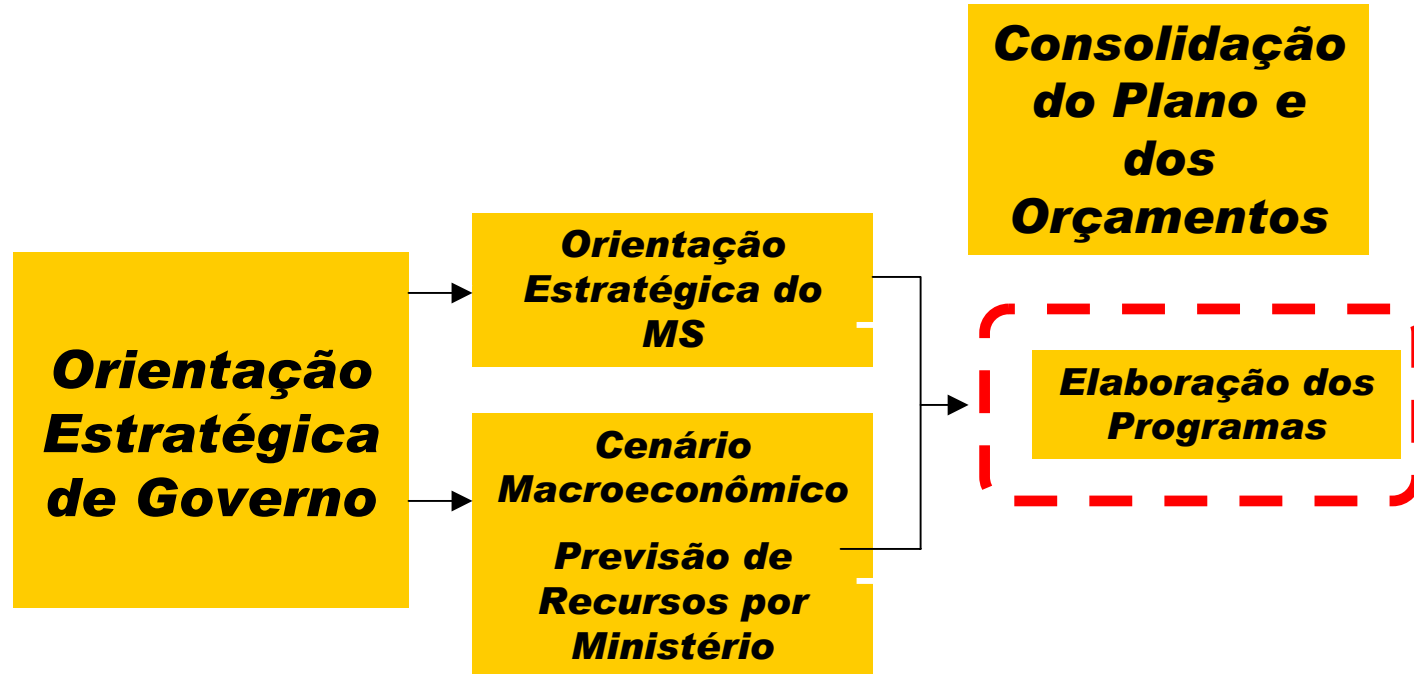 Orientação
Estratégica
de Governo
Orientação
Estratégica do
MS
Cenário
Macroeconômico
Previsão de
Recursos por
Ministério
Consolidação
do Plano e
dos
Orçamentos
Elaboração dos
Programas